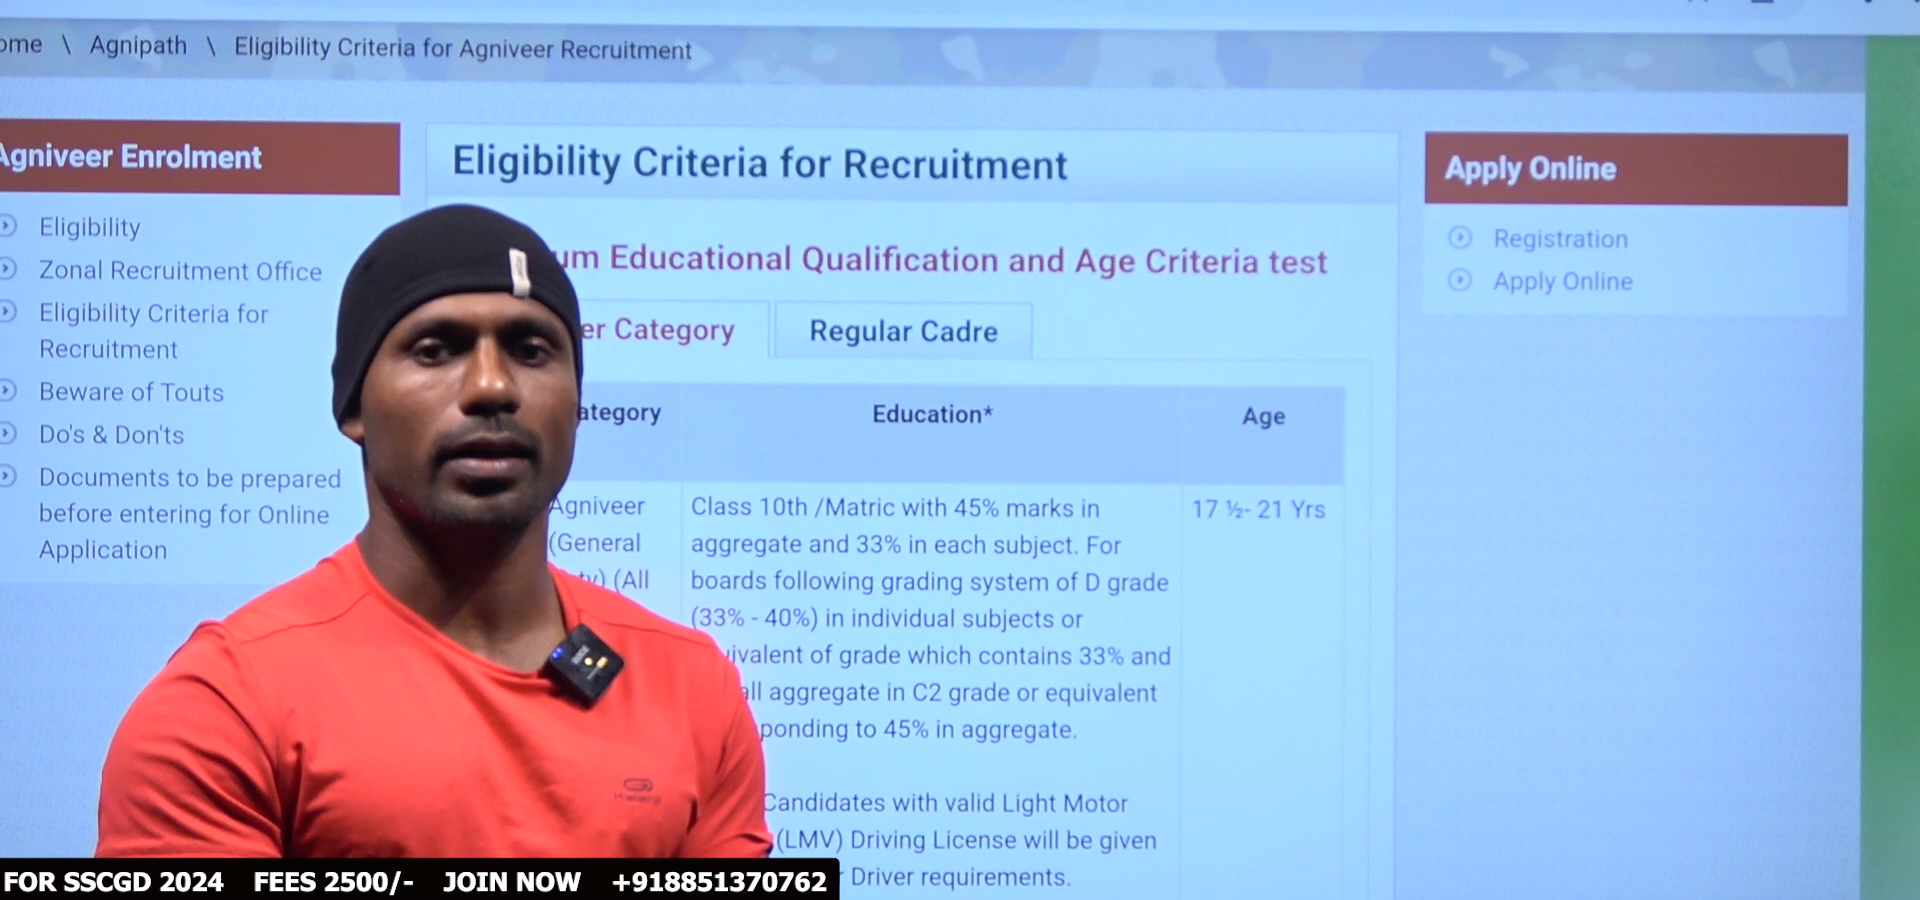 \ Agnipath \ Eligibility Criteria for Agniveer Recruitment
Agniveer Enrolment
Eligibility
Zonal Recruitment Office
Eligibility Criteria for
Recruitment
Beware of Touts
Do's & Don'ts
Documents to be prepared
before entering for Online
Application
Eligibility Criteria for Recruitment
um Educational Qualification and Age Criteria test
er Category
Regular Cadre
ategory
Education*
Age
Agniveer
(General
ty) (All
Class 10th /Matric with 45% marks in
aggregate and 33% in each subject. For
boards following grading system of D grade
(33% - 40%) in individual subjects or
ivalent of grade which contains 33% and
all aggregate in C2 grade or equivalent
ponding to 45% in aggregate.
Candidates with valid Light Motor
(LMV) Driving License will be given
Driver requirements.
17 ½- 21 Yrs
Apply Online
Registration
Apply Online
FOR SSCGD 2024 FEES 2500/- JOIN NOW +918851370762